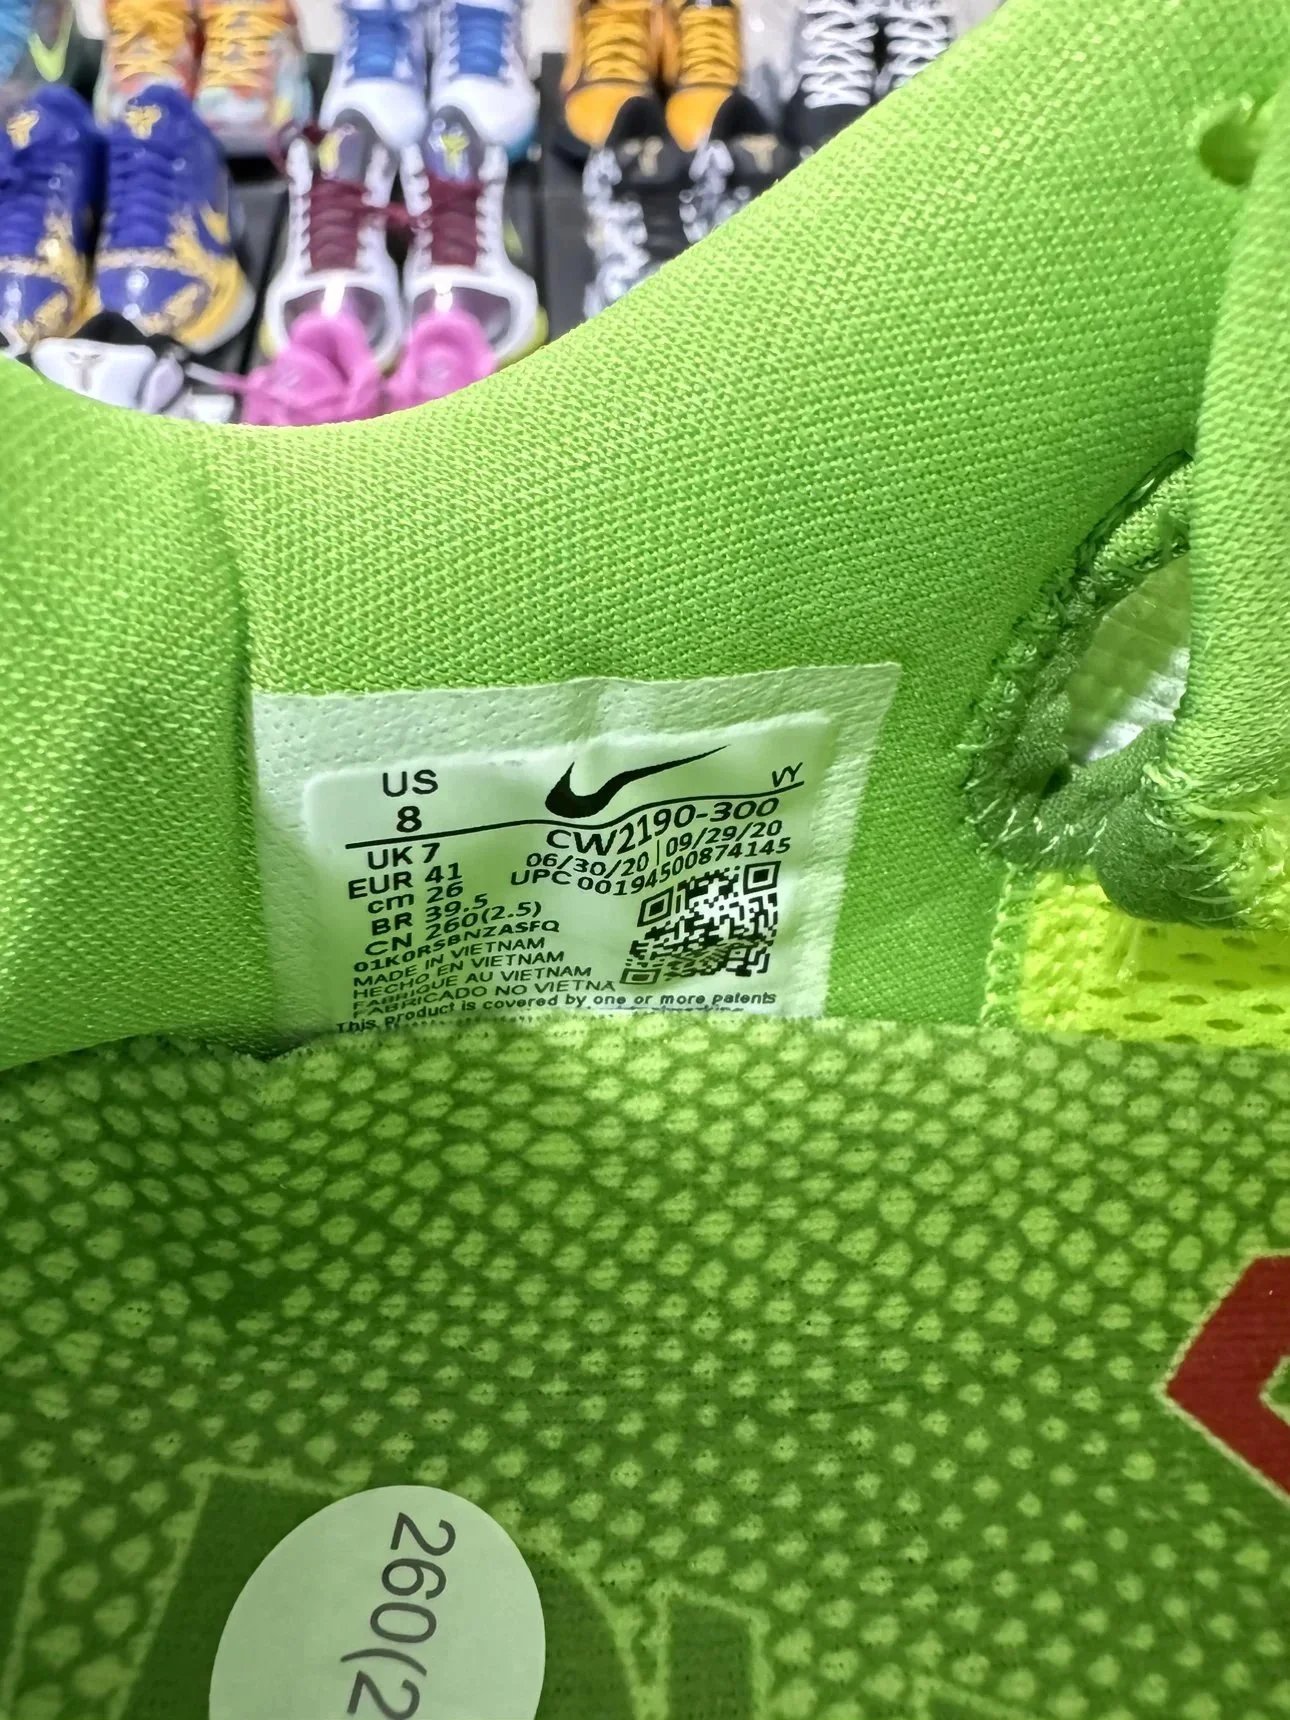 US
8
UK 7
EUR 41
cm 26
BR 39.5
CN 260(2.5)
01K0RSBNZASFQ
MADE IN VIETNAM
HECHO EN VIETNAM
FABRIQUE AU VIETNAM
FABRICADO NO VIETNA
This product is covered by one or more patents
VY
CW2190-300
06/30/20 | 09/29/20
UPC 00194500874145
260(2